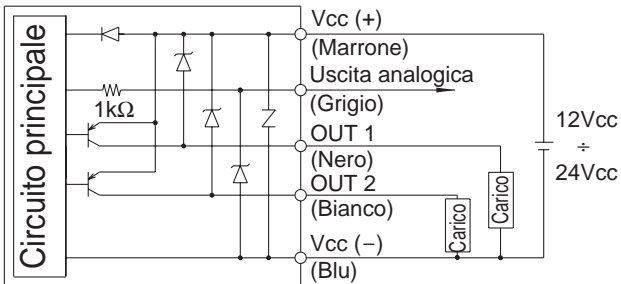 Circuito principale
1kΩ
Vcc (+)
(Marrone)
Uscita analogica
(Grigio)
OUT 1
(Nero)
OUT 2
(Bianco)
Vcc (−)
(Blu)
Carico
Carico
12Vcc
÷
24Vcc